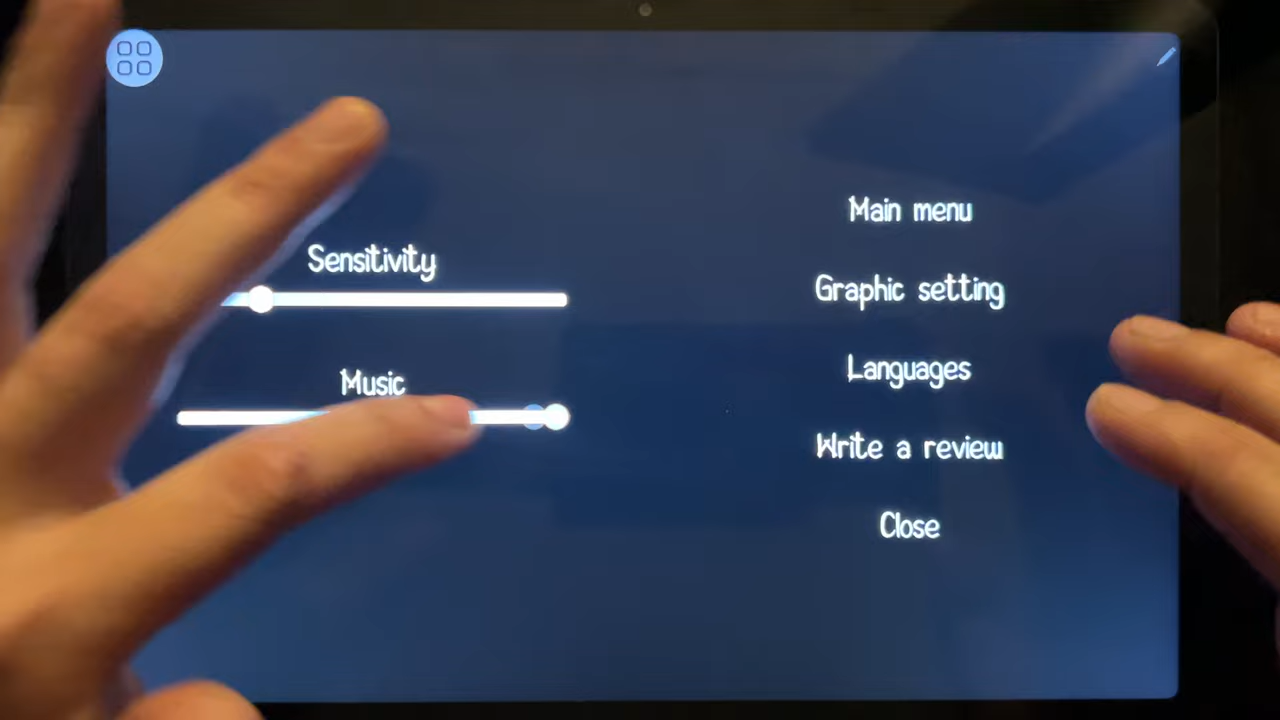 Sensitivity
Music
Main menu
Graphic setting
Languages
Write a review
Close